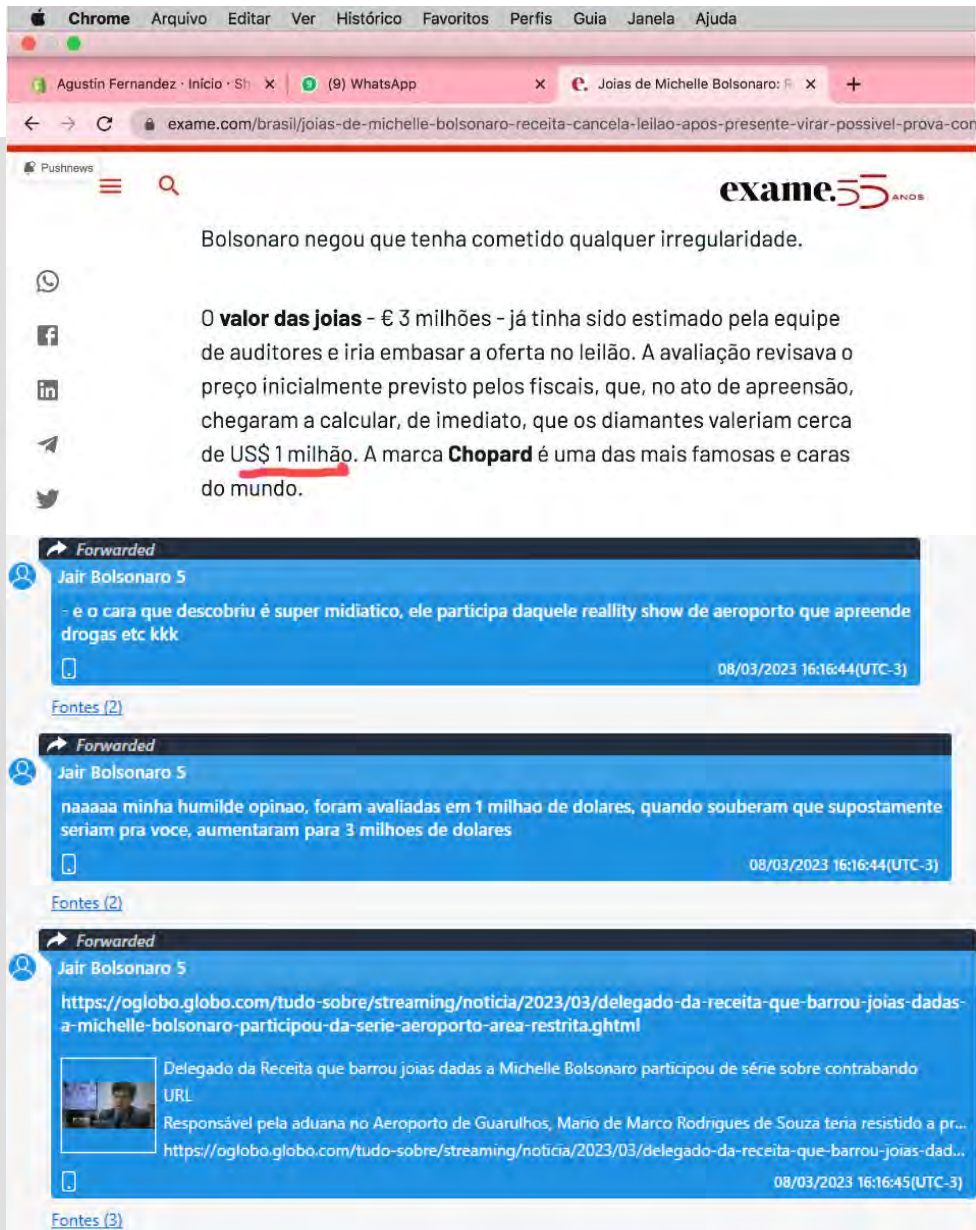 Chrome Arquivo Editar Ver Histórico Favoritos Perfis Guia Janela Ajuda
Agustin Fernandez · Início · Sh × (9) WhatsApp × Joias de Michelle Bolsonaro: R × +
exame.com/brasil/joias-de-michelle-bolsonaro-receita-cancela-leilao-apos-presente-virar-possivel-prova-con
Pushnews
exame.55 ANOS
Bolsonaro negou que tenha cometido qualquer irregularidade.
O valor das joias - € 3 milhões - já tinha sido estimado pela equipe
de auditores e iria embasar a oferta no leilão. A avaliação revisava o
preço inicialmente previsto pelos fiscais, que, no ato de apreensão,
chegaram a calcular, de imediato, que os diamantes valeriam cerca
de US$ 1 milhão. A marca Chopard é uma das mais famosas e caras
do mundo.
Forwarded
Jair Bolsonaro 5
- e o cara que descobriu é super midiatico, ele participa daquele reallity show de aeroporto que apreende
drogas etc kkk
08/03/2023 16:16:44(UTC-3)
Fontes (2)
Forwarded
Jair Bolsonaro 5
naaaaa minha humilde opinao, foram avaliadas em 1 milhao de dolares, quando souberam que supostamente
seriam pra voce, aumentaram para 3 milhoes de dolares
08/03/2023 16:16:44(UTC-3)
Fontes (2)
Forwarded
Jair Bolsonaro 5
https://oglobo.globo.com/tudo-sobre/streaming/noticia/2023/03/delegado-da-receita-que-barrou-joias-dadas-
a-michelle-bolsonaro-participou-da-serie-aeroporto-area-restrita.ghtml
Delegado da Receita que barrou joias dadas a Michelle Bolsonaro participou de série sobre contrabando
URL
Responsável pela aduana no Aeroporto de Guarulhos, Mario de Marco Rodrigues de Souza teria resistido a pr...
https://oglobo.globo.com/tudo-sobre/streaming/noticia/2023/03/delegado-da-receita-que-barrou-joias-dad...
08/03/2023 16:16:45(UTC-3)
Fontes (3)